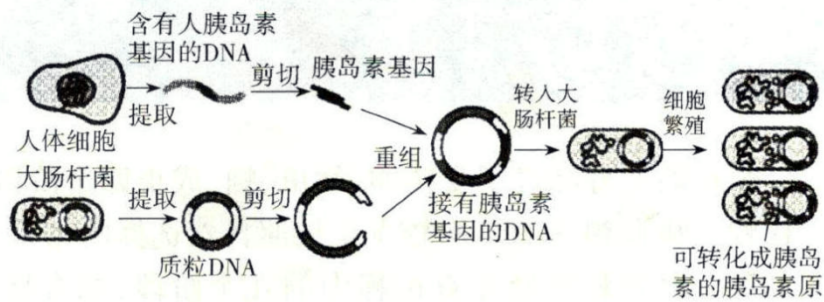 含有人胰岛素
基因的DNA
剪切
胰岛素基因
提取
人体细胞
转入大
肠杆菌
细胞
繁殖
重组
大肠杆菌
提取
剪切
接有胰岛素
基因的DNA
质粒DNA
可转化成胰岛
素的胰岛素原